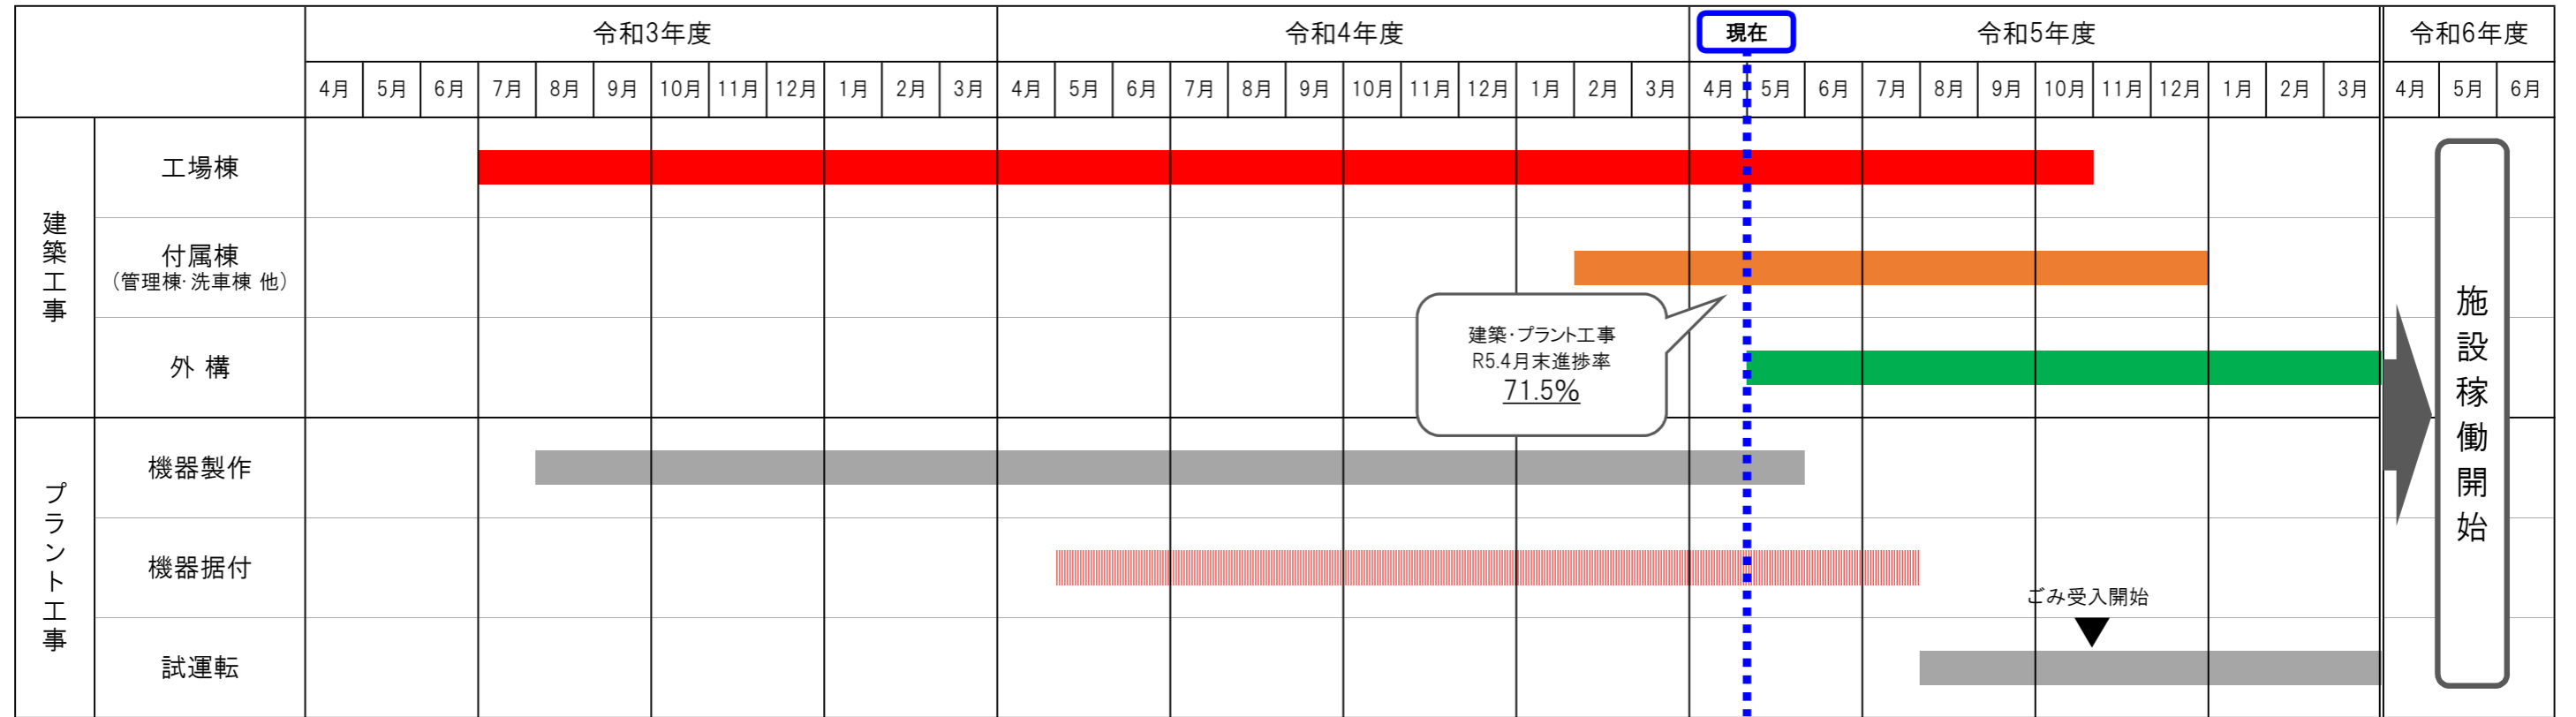 令和3年度 令和4年度 現在 令和5年度 令和6年度
4月 5月 6月 7月 8月 9月 10月 11月 12月 1月 2月 3月 4月 5月 6月 7月 8月 9月 10月 11月 12月 1月 2月 3月 4月 5月 6月 7月 8月 9月 10月 11月 12月 1月 2月 3月 4月 5月 6月
建築工事
工場棟
付属棟
(管理棟・洗車棟 他)
外 構
建築・プラント工事
R5.4月末進捗率
71.5%
プラント工事
機器製作
機器据付
試運転
ごみ受入開始
施設稼働開始